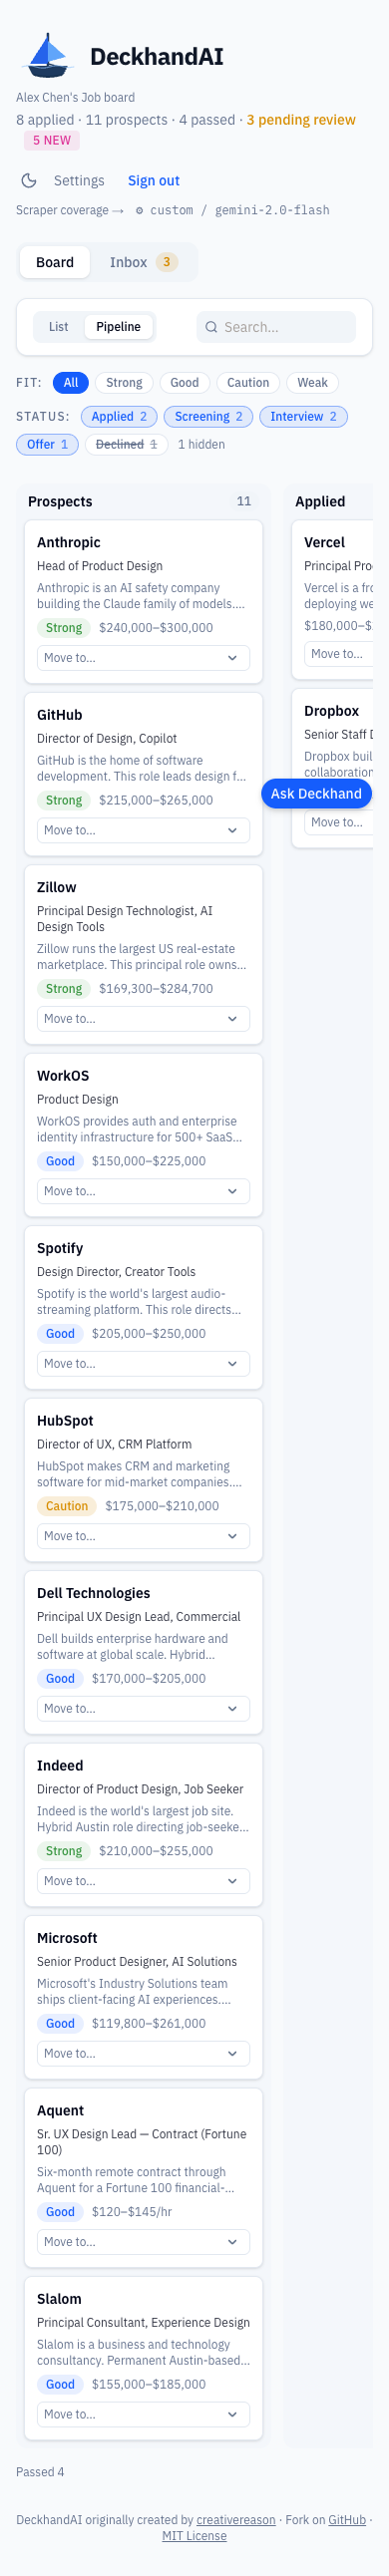 DeckhandAI
Alex Chen's Job board
8 applied · 11 prospects · 4 passed · 3 pending review
5 NEW
Settings Sign out
Scraper coverage → ⚙ custom / gemini-2.0-flash
Board Inbox 3
List Pipeline Search...
FIT: All Strong Good Caution Weak
STATUS: Applied 2 Screening 2 Interview 2
Offer 1 Declined 1 1 hidden
Prospects 11
Anthropic
Head of Product Design
Anthropic is an AI safety company
building the Claude family of models....
Strong $240,000–$300,000
Move to...
GitHub
Director of Design, Copilot
GitHub is the home of software
development. This role leads design f...
Strong $215,000–$265,000
Move to...
Zillow
Principal Design Technologist, AI
Design Tools
Zillow runs the largest US real-estate
marketplace. This principal role owns...
Strong $169,300–$284,700
Move to...
WorkOS
Product Design
WorkOS provides auth and enterprise
identity infrastructure for 500+ SaaS...
Good $150,000–$225,000
Move to...
Spotify
Design Director, Creator Tools
Spotify is the world's largest audio-
streaming platform. This role directs...
Good $205,000–$250,000
Move to...
HubSpot
Director of UX, CRM Platform
HubSpot makes CRM and marketing
software for mid-market companies....
Caution $175,000–$210,000
Move to...
Dell Technologies
Principal UX Design Lead, Commercial
Dell builds enterprise hardware and
software at global scale. Hybrid...
Good $170,000–$205,000
Move to...
Indeed
Director of Product Design, Job Seeker
Indeed is the world's largest job site.
Hybrid Austin role directing job-seeke...
Strong $210,000–$255,000
Move to...
Microsoft
Senior Product Designer, AI Solutions
Microsoft's Industry Solutions team
ships client-facing AI experiences....
Good $119,800–$261,000
Move to...
Aquent
Sr. UX Design Lead — Contract (Fortune
100)
Six-month remote contract through
Aquent for a Fortune 100 financial-...
Good $120–$145/hr
Move to...
Slalom
Principal Consultant, Experience Design
Slalom is a business and technology
consultancy. Permanent Austin-based...
Good $155,000–$185,000
Move to...
Applied
Vercel
Principal
Vercel is a
deploying
Move to...
Dropbox
Senior Staff
Dropbox
Ask Deckhand
Move to...
Passed 4
DeckhandAI originally created by creativereason · Fork on GitHub ·
MIT License